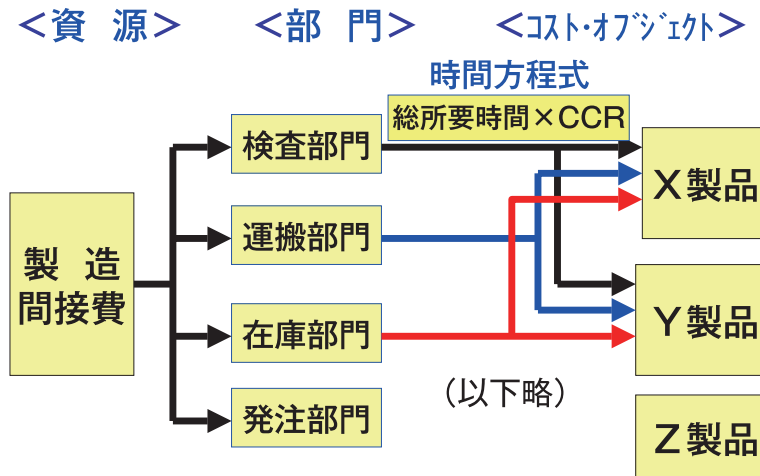 ＜資　源＞　＜部　門＞　＜コスト・オブジェクト＞
時間方程式
総所要時間×CCR
検査部門
X製品
運搬部門
製　造
間接費
在庫部門
Y製品
（以下略）
発注部門
Z製品